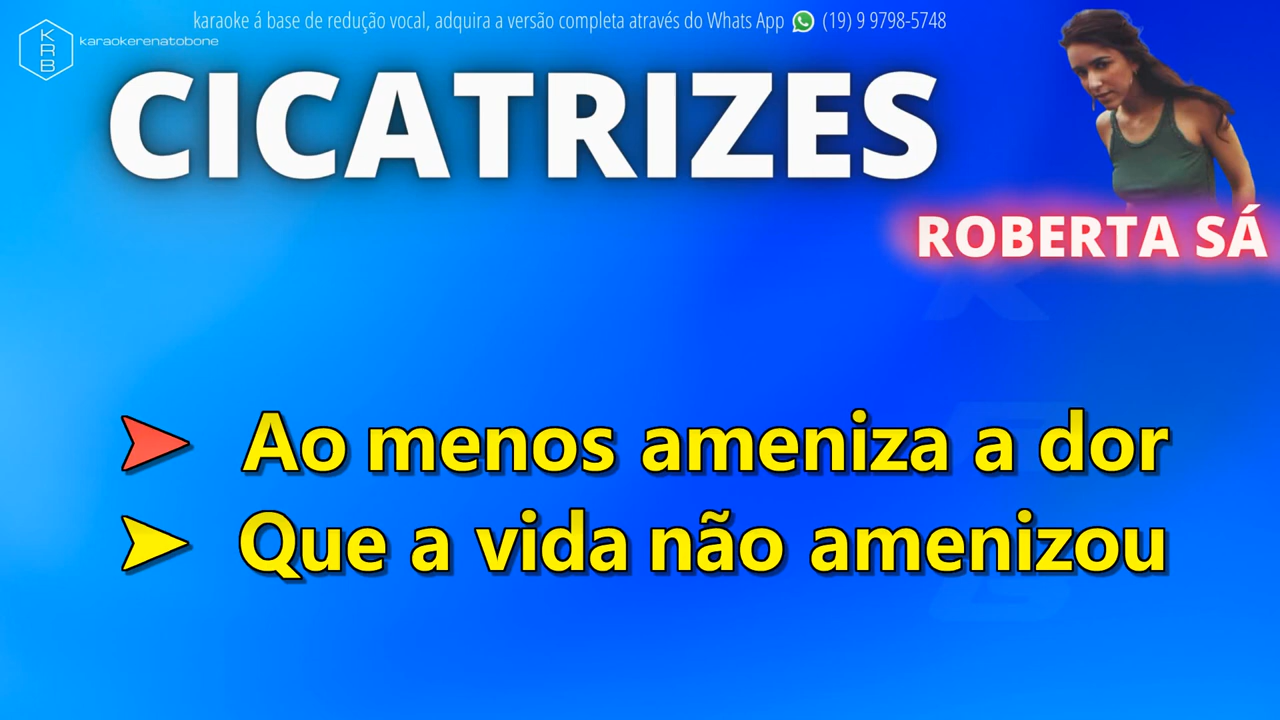 karaoke á base de redução vocal, adquira a versão completa através do Whats App (19) 9 9798-5748
KRB
karaokerenatobone
CICATRIZES
ROBERTA SÁ
Ao menos ameniza a dor
Que a vida não amenizou